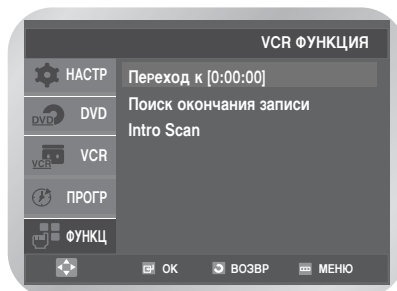 VCR ФУНКЦИЯ
НАСТР
DVD DVD
VCR VCR
ПРОГР
ФУНКЦ
Переход к [0:00:00]
Поиск окончания записи
Intro Scan
ОК ВОЗВР МЕНЮ